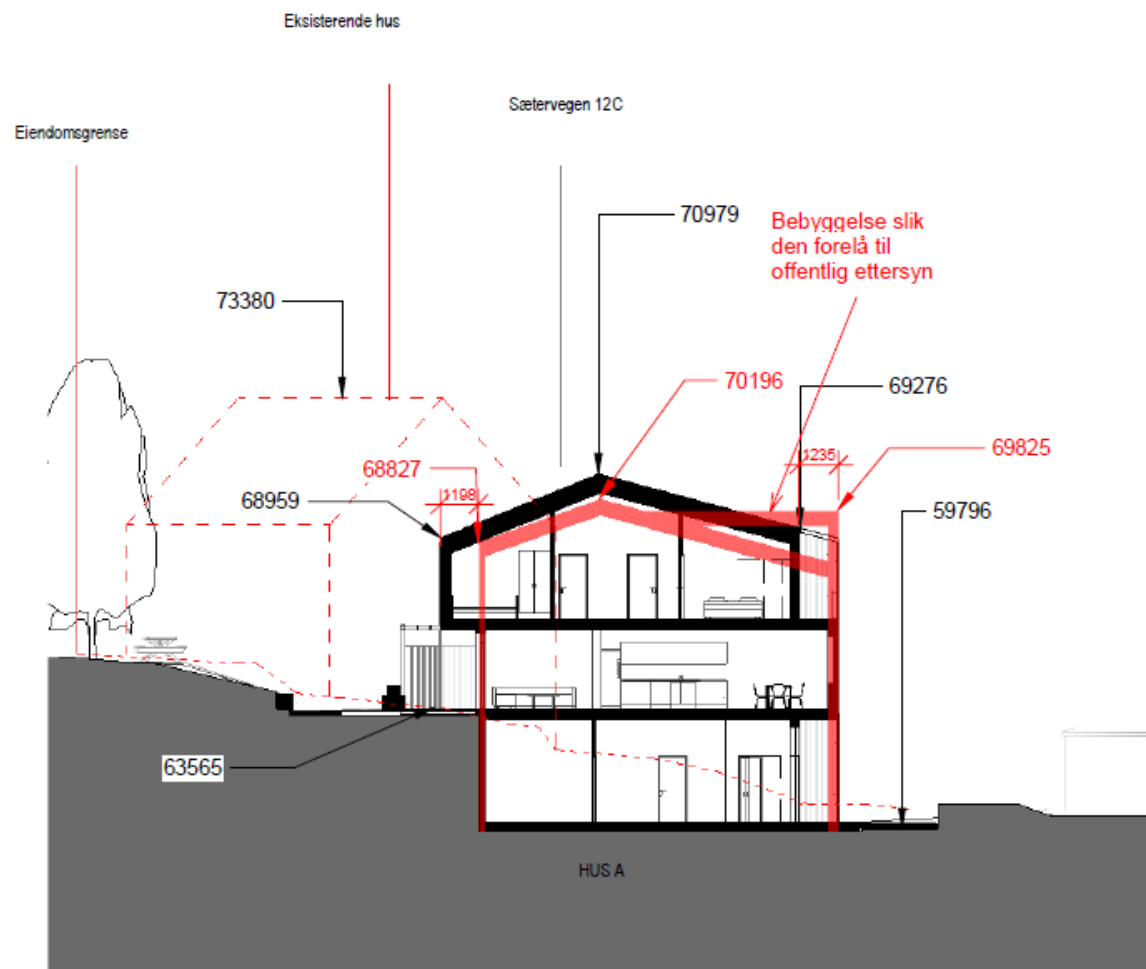 Eksisterende hus
Sætervegen 12C
Eiendomsgrense
70979
Bebyggelse slik
den forelå til
offentlig ettersyn
73380
70196
69276
69825
1235
68827
1198
68959
59796
63565
HUS A